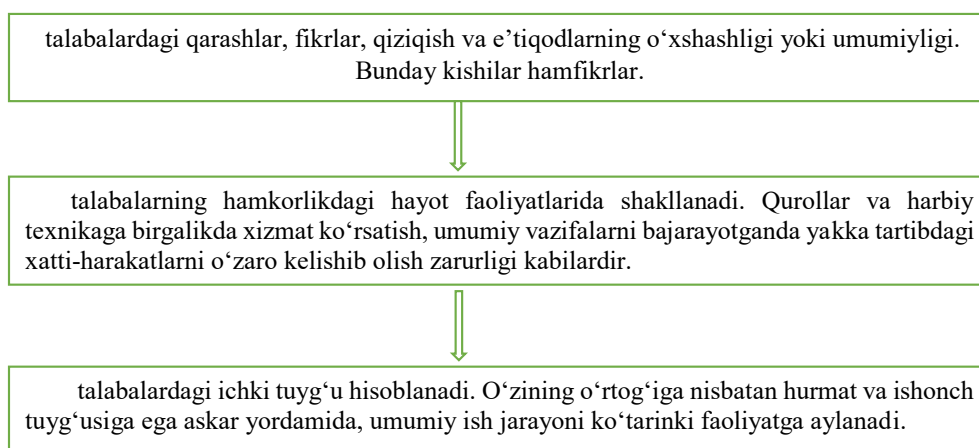 talabalardagi qarashlar, fikrlar, qiziqish va e’tiqodlarning o‘xshashligi yoki umumiyligi.
Bunday kishilar hamfikrlar.
talabalarning hamkorlikdagi hayot faoliyatlarida shakllanadi. Qurollar va harbiy
texnikaga birgalikda xizmat ko‘rsatish, umumiy vazifalarni bajarayotganda yakka tartibdagi
xatti-harakatlarni o‘zaro kelishib olish zarurligi kabilardir.
talabalardagi ichki tuyg‘u hisoblanadi. O‘zining o‘rtog‘iga nisbatan hurmat va ishonch
tuyg‘usiga ega askar yordamida, umumiy ish jarayoni ko‘tarinki faoliyatga aylanadi.